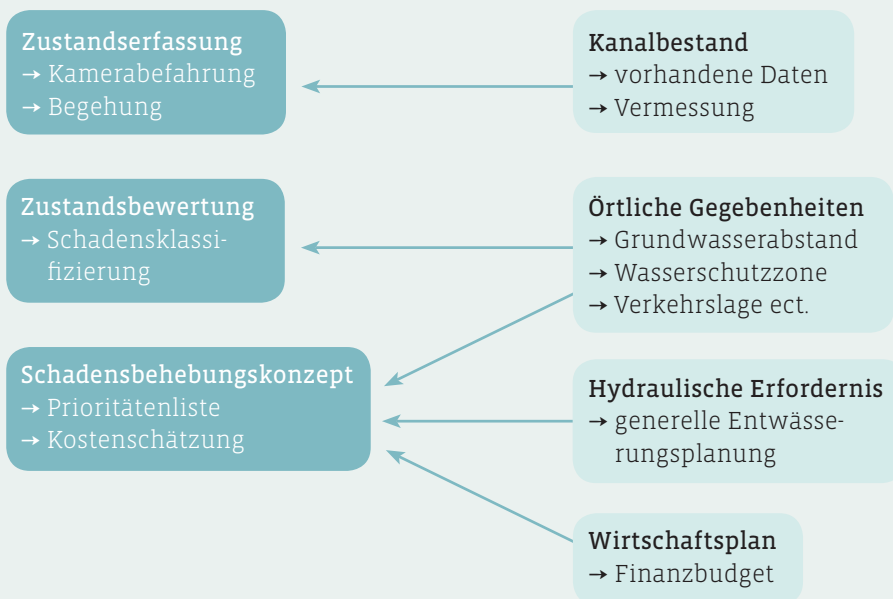 Zustandserfassung
→ Kamerabefahrung
→ Begehung
Kanalbestand
→ vorhandene Daten
→ Vermessung
Zustandsbewertung
→ Schadensklassi-
fizierung
Örtliche Gegebenheiten
→ Grundwasserabstand
→ Wasserschutzzone
→ Verkehrslage ect.
Schadensbehebungskonzept
→ Prioritätenliste
→ Kostenschätzung
Hydraulische Erfordernis
→ generelle Entwässe-
rungsplanung
Wirtschaftsplan
→ Finanzbudget